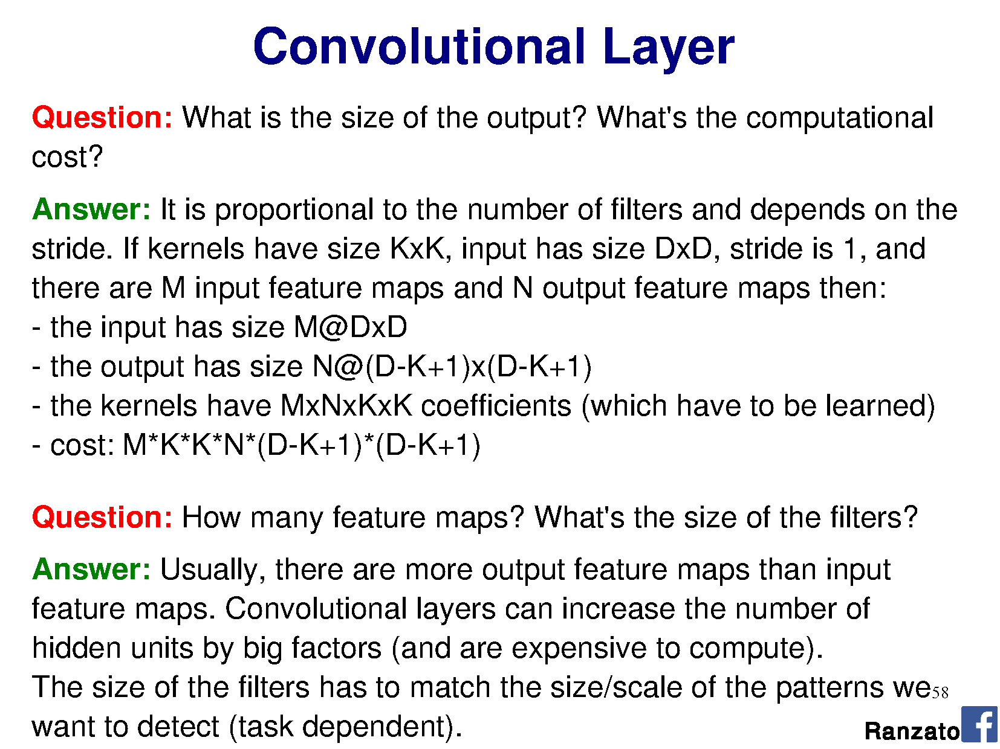 Convolutional Layer
Question: What is the size of the output? What's the computational
cost?
Answer: It is proportional to the number of filters and depends on the
stride. If kernels have size KxK, input has size DxD, stride is 1, and
there are M input feature maps and N output feature maps then:
- the input has size M@DxD
- the output has size N@(D-K+1)x(D-K+1)
- the kernels have MxNxKxK coefficients (which have to be learned)
- cost: M*K*K*N*(D-K+1)*(D-K+1)
Question: How many feature maps? What's the size of the filters?
Answer: Usually, there are more output feature maps than input
feature maps. Convolutional layers can increase the number of
hidden units by big factors (and are expensive to compute).
The size of the filters has to match the size/scale of the patterns we
want to detect (task dependent).
58
Ranzato f